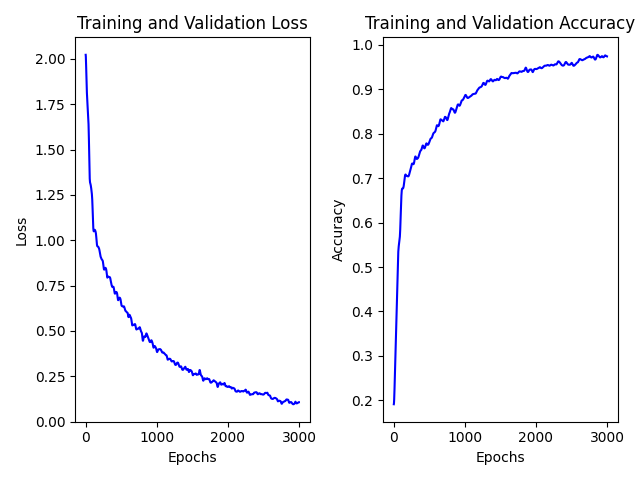 Training and Validation Loss
2.00
1.75
1.50
1.25
1.00
0.75
0.50
0.25
0.00
Loss
0 1000 2000 3000
Epochs
Training and Validation Accuracy
1.0
0.9
0.8
0.7
0.6
0.5
0.4
0.3
0.2
Accuracy
0 1000 2000 3000
Epochs